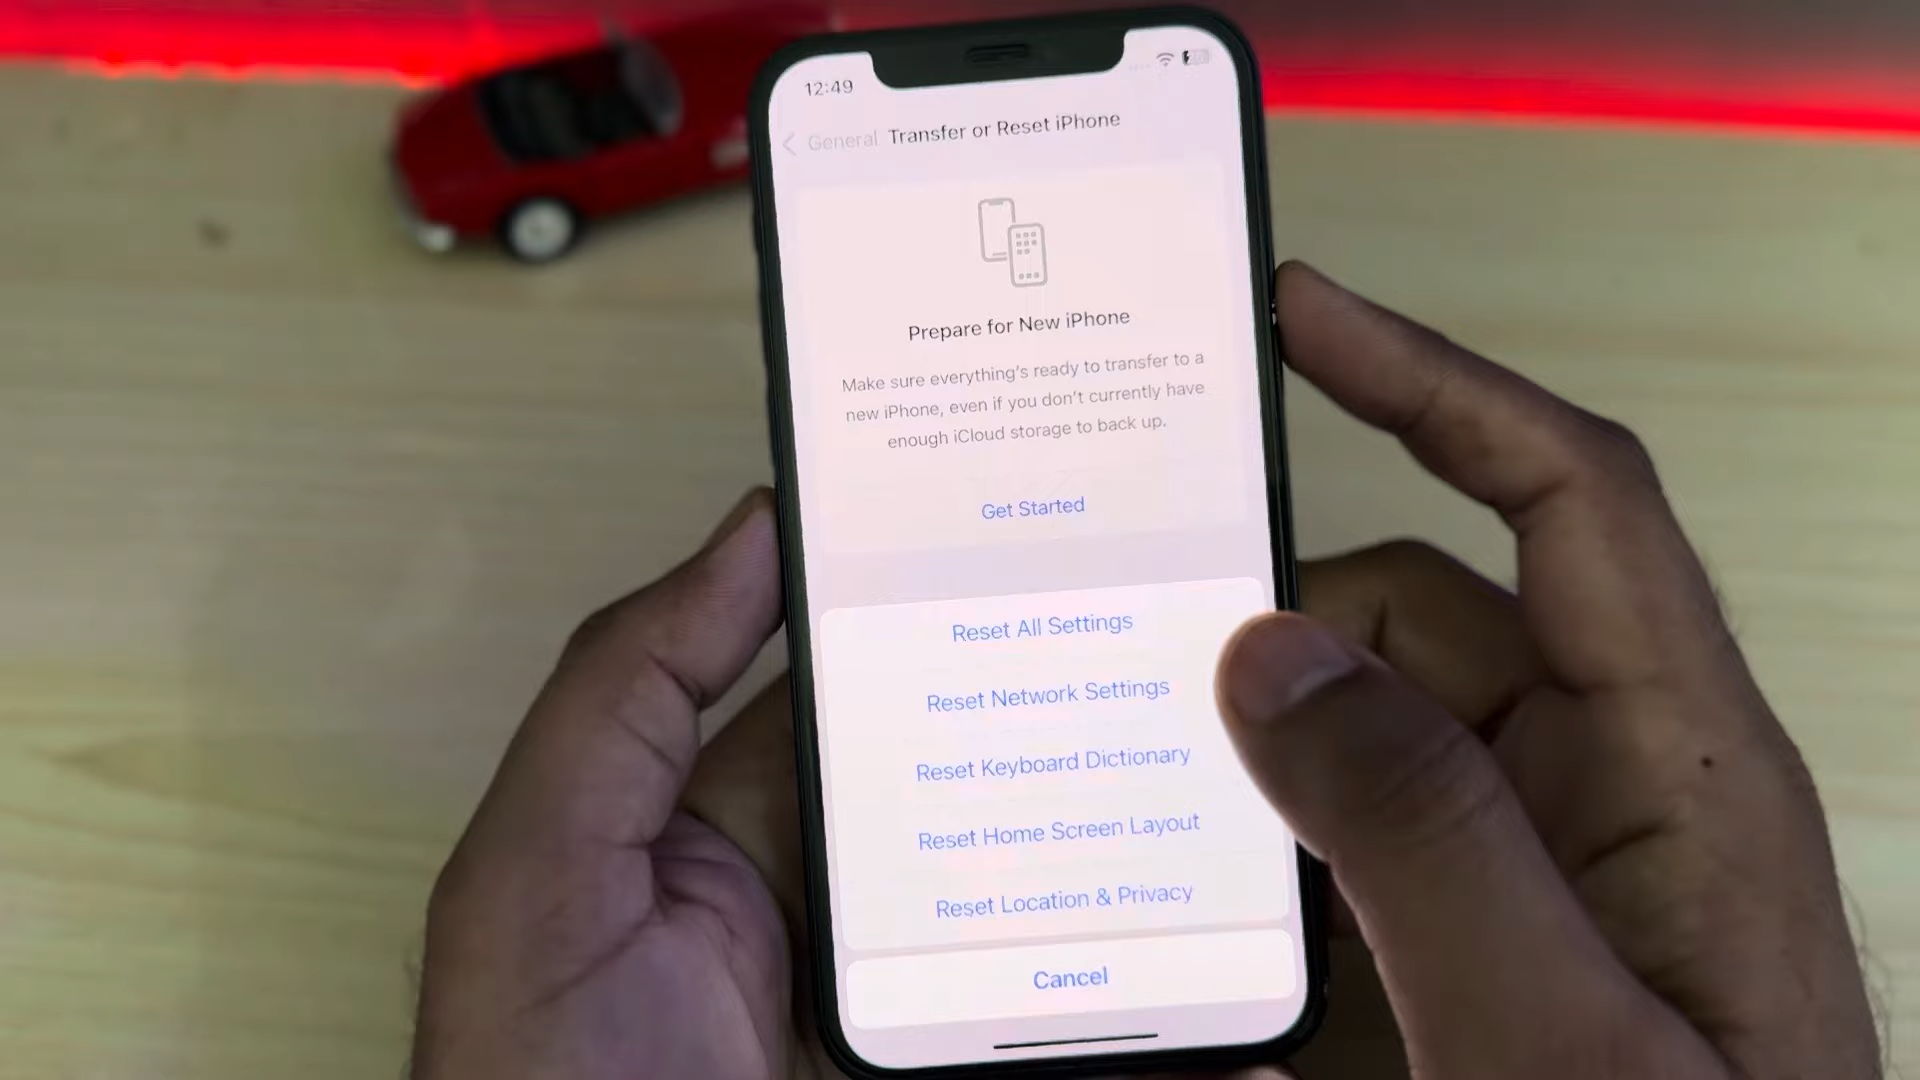 12:49
General Transfer or Reset iPhone
Prepare for New iPhone
Make sure everything's ready to transfer to a
new iPhone, even if you don't currently have
enough iCloud storage to back up.
Get Started
Reset All Settings
Reset Network Settings
Reset Keyboard Dictionary
Reset Home Screen Layout
Reset Location & Privacy
Cancel